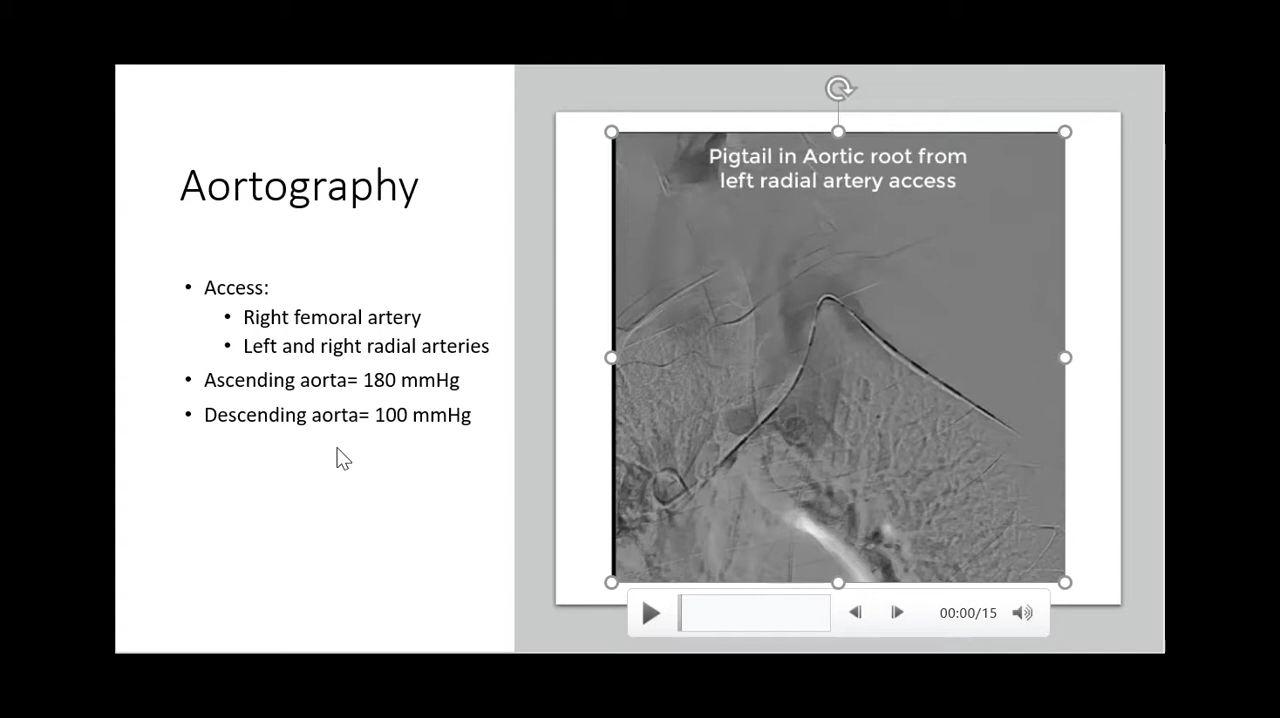 Aortography
• Access:
• Right femoral artery
• Left and right radial arteries
• Ascending aorta= 180 mmHg
• Descending aorta= 100 mmHg
Pigtail in Aortic root from
left radial artery access
00:00/15